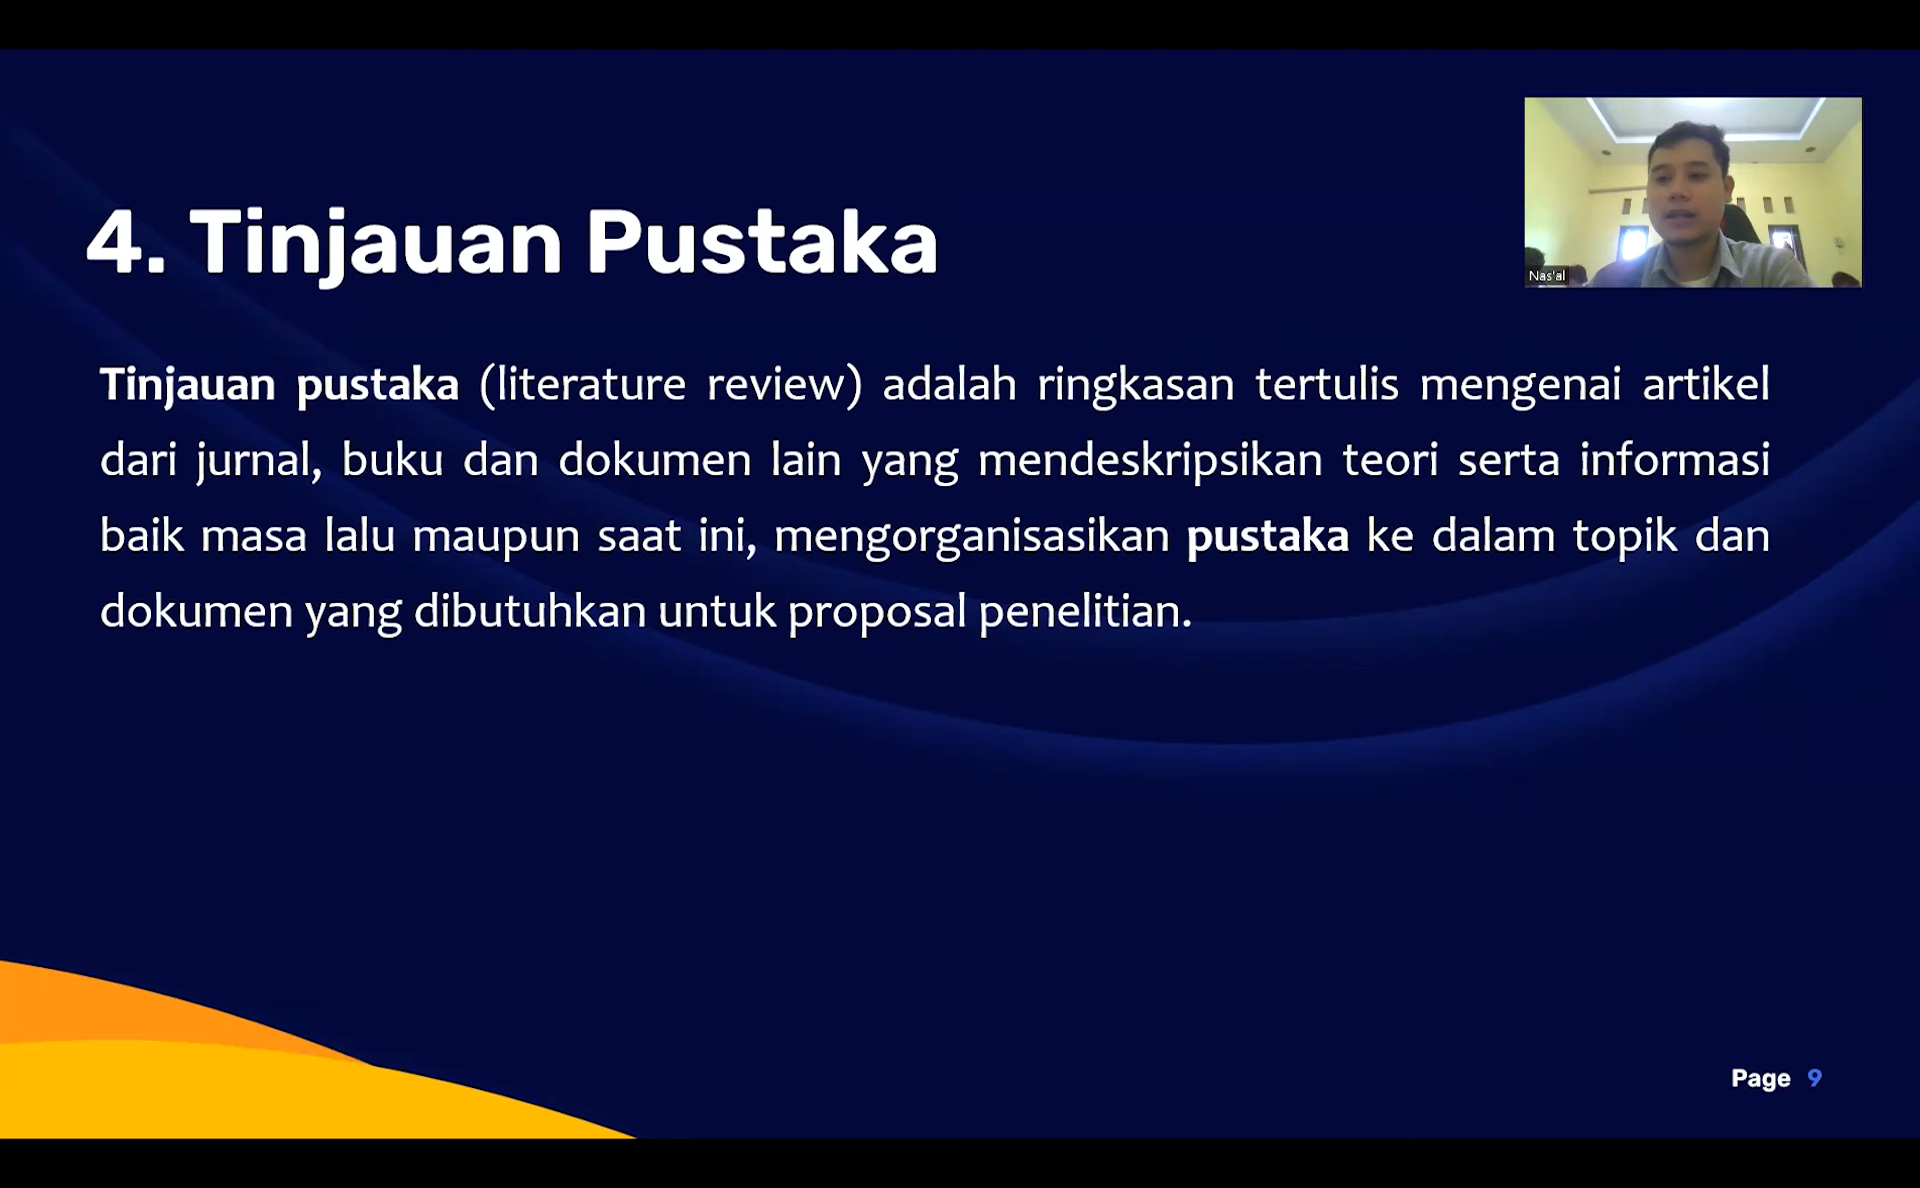 4. Tinjauan Pustaka
Nas'al
Tinjauan pustaka (literature review) adalah ringkasan tertulis mengenai artikel
dari jurnal, buku dan dokumen lain yang mendeskripsikan teori serta informasi
baik masa lalu maupun saat ini, mengorganisasikan pustaka ke dalam topik dan
dokumen yang dibutuhkan untuk proposal penelitian.
Page 9